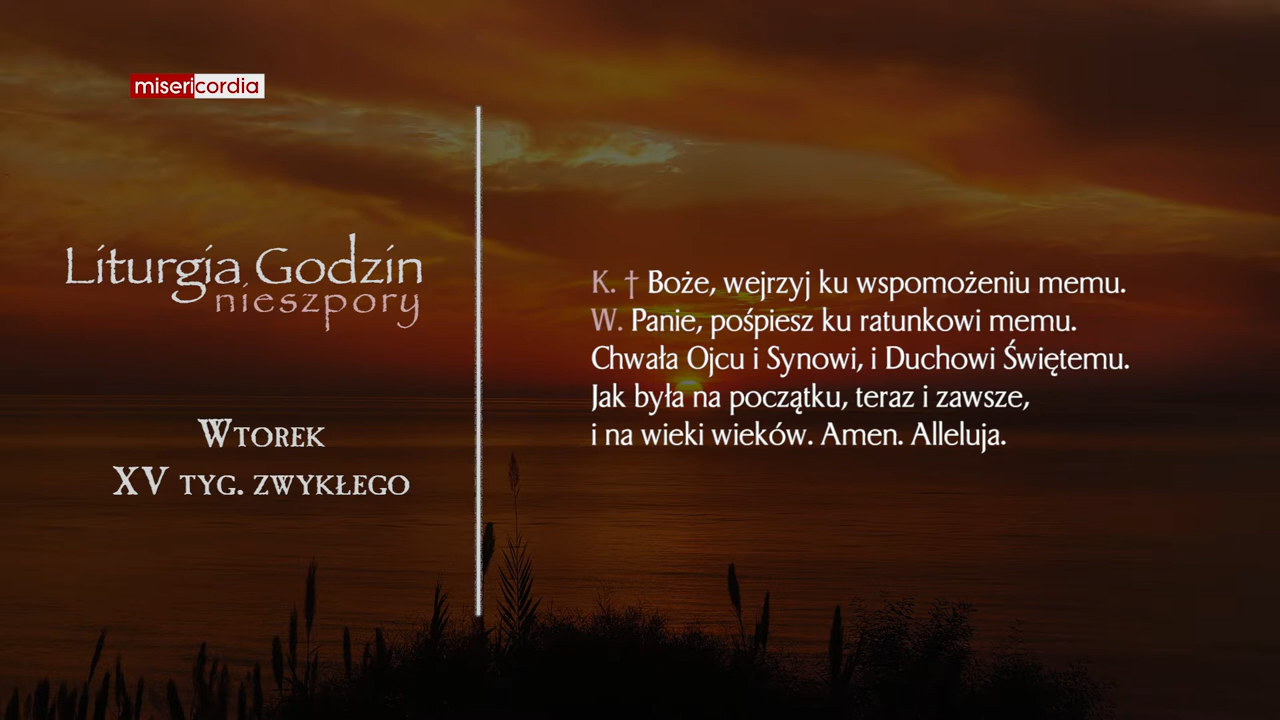 misericordia
Liturgia Godzin
nieszpory
Wtorek
XV tyg. zwykłego
K. † Boże, wejrzyj ku wspomożeniu memu.
W. Panie, pośpiesz ku ratunkowi memu.
Chwała Ojcu i Synowi, i Duchowi Świętemu.
Jak była na początku, teraz i zawsze,
i na wieki wieków. Amen. Alleluja.